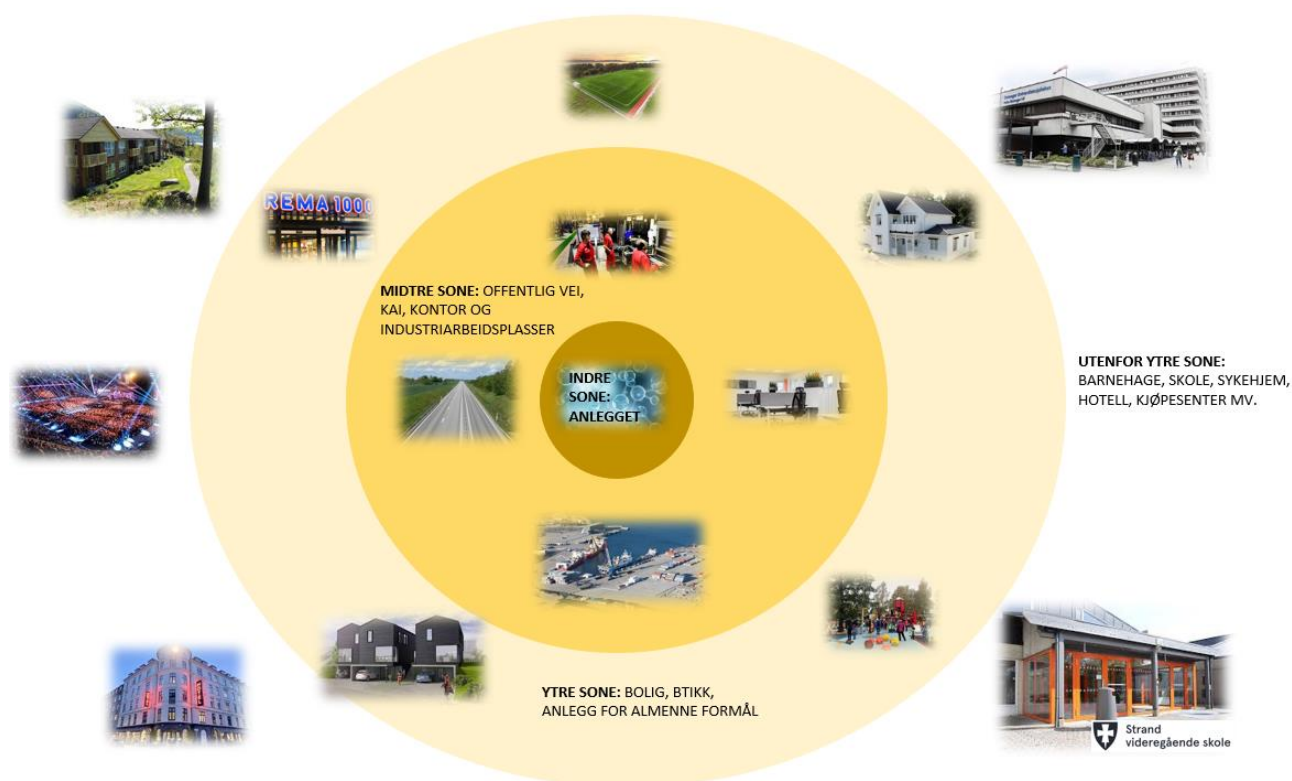 REMA 1000
MIDTRE SONE: OFFENTLIG VEI,
KAI, KONTOR OG
INDUSTRIARBEIDSPLASSER
INDRE
SONE:
ANLEGGET
UTENFOR YTRE SONE:
BARNEHAGE, SKOLE, SYKEHJEM,
HOTELL, KJØPESENTER MV.
YTRE SONE: BOLIG, BTIKK,
ANLEGG FOR ALMENNE FORMÅL
Strand
videregående skole